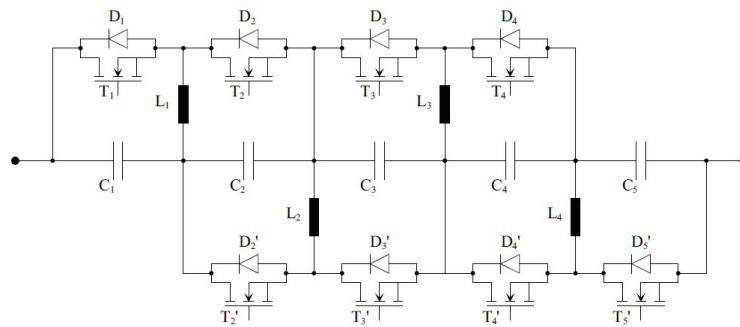 D₁ D₂ D₃ D₄
T₁ L₁ T₂ T₃ L₃ T₄
C₁ C₂ C₃ C₄ C₅
L₂ L₄
D₂' D₃' D₄' D₅'
T₂' T₃' T₄' T₅'